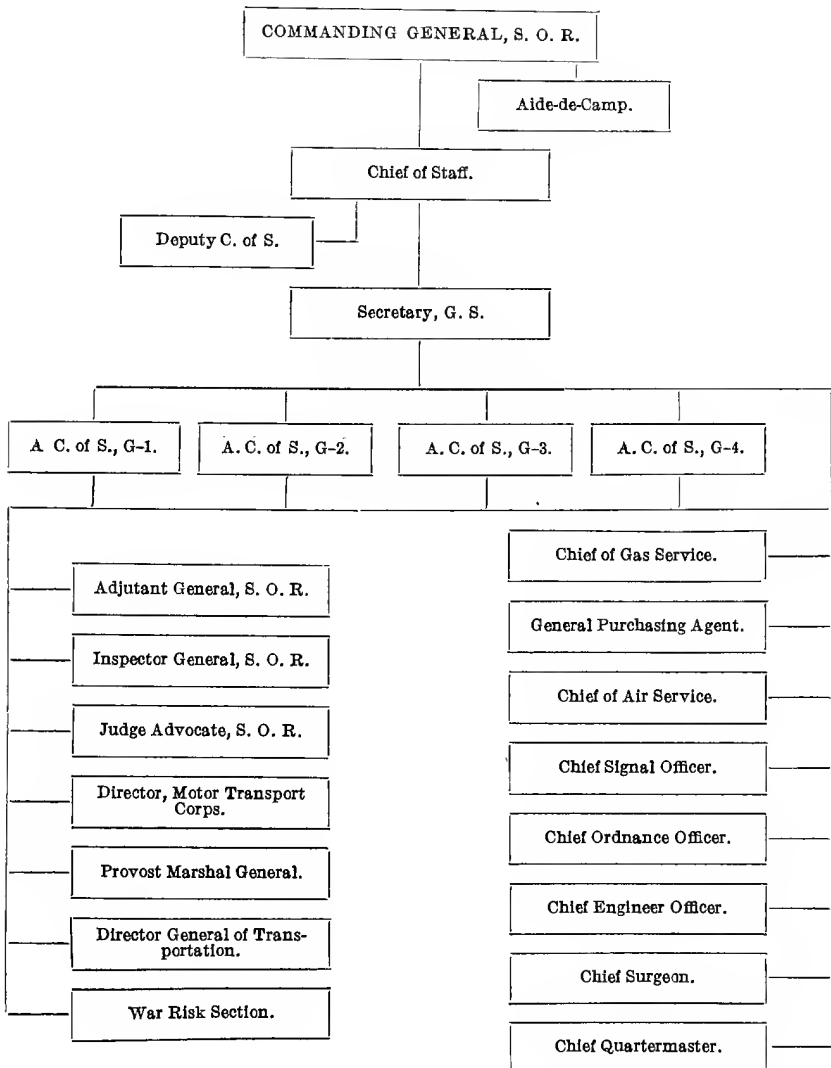 COMMANDING GENERAL, S. O. R.
Aide-de-Camp.
Chief of Staff.
Deputy C. of S.
Secretary, G. S.
A C. of S., G-1.
A. C. of S., G-2.
A. C. of S., G-3.
A. C. of S., G-4.
Adjutant General, S. O. R.
Inspector General, S. O. R.
Judge Advocate, S. O. R.
Director, Motor Transport
Corps.
Provost Marshal General.
Director General of Trans-
portation.
War Risk Section.
Chief of Gas Service.
General Purchasing Agent.
Chief of Air Service.
Chief Signal Officer.
Chief Ordnance Officer.
Chief Engineer Officer.
Chief Surgeon.
Chief Quartermaster.